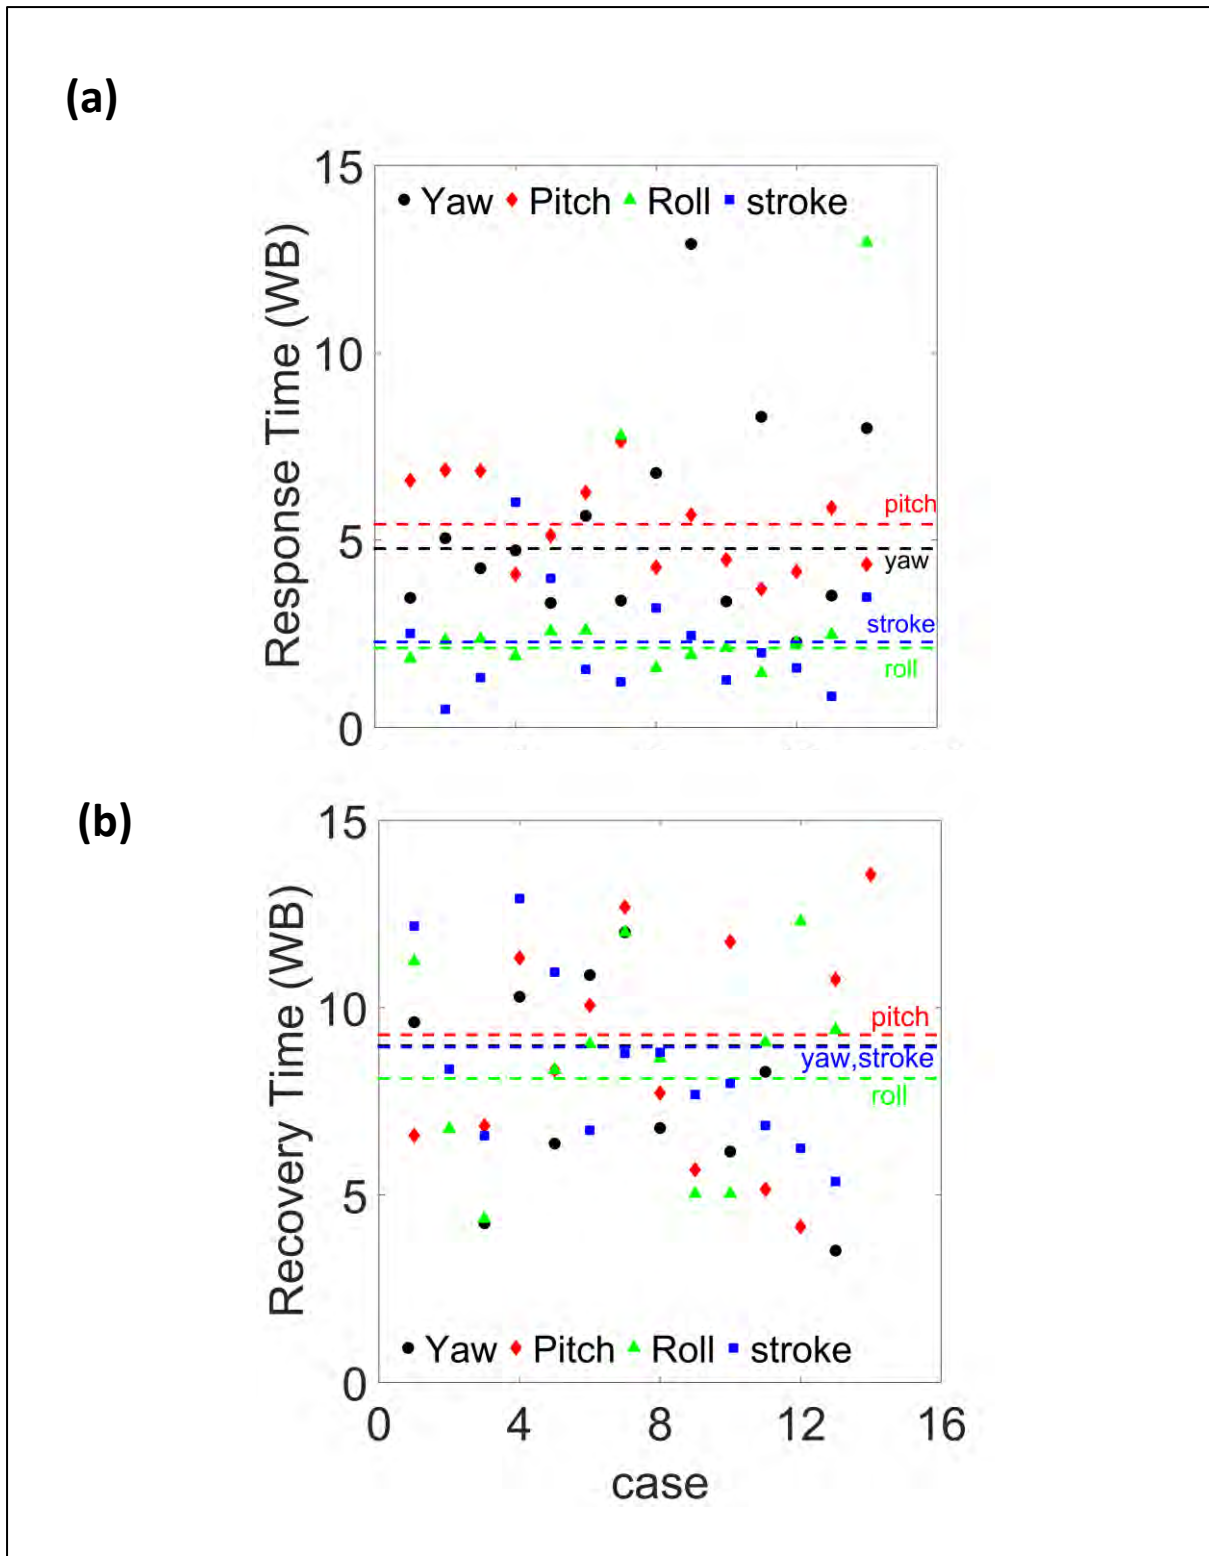 (a)
15
Yaw Pitch Roll stroke
10
Response Time (WB)
pitch
5
yaw
stroke
roll
0
(b)
15
10
Recovery Time (WB)
pitch
yaw,stroke
roll
5
Yaw Pitch Roll stroke
0
0 4 8 12 16
case